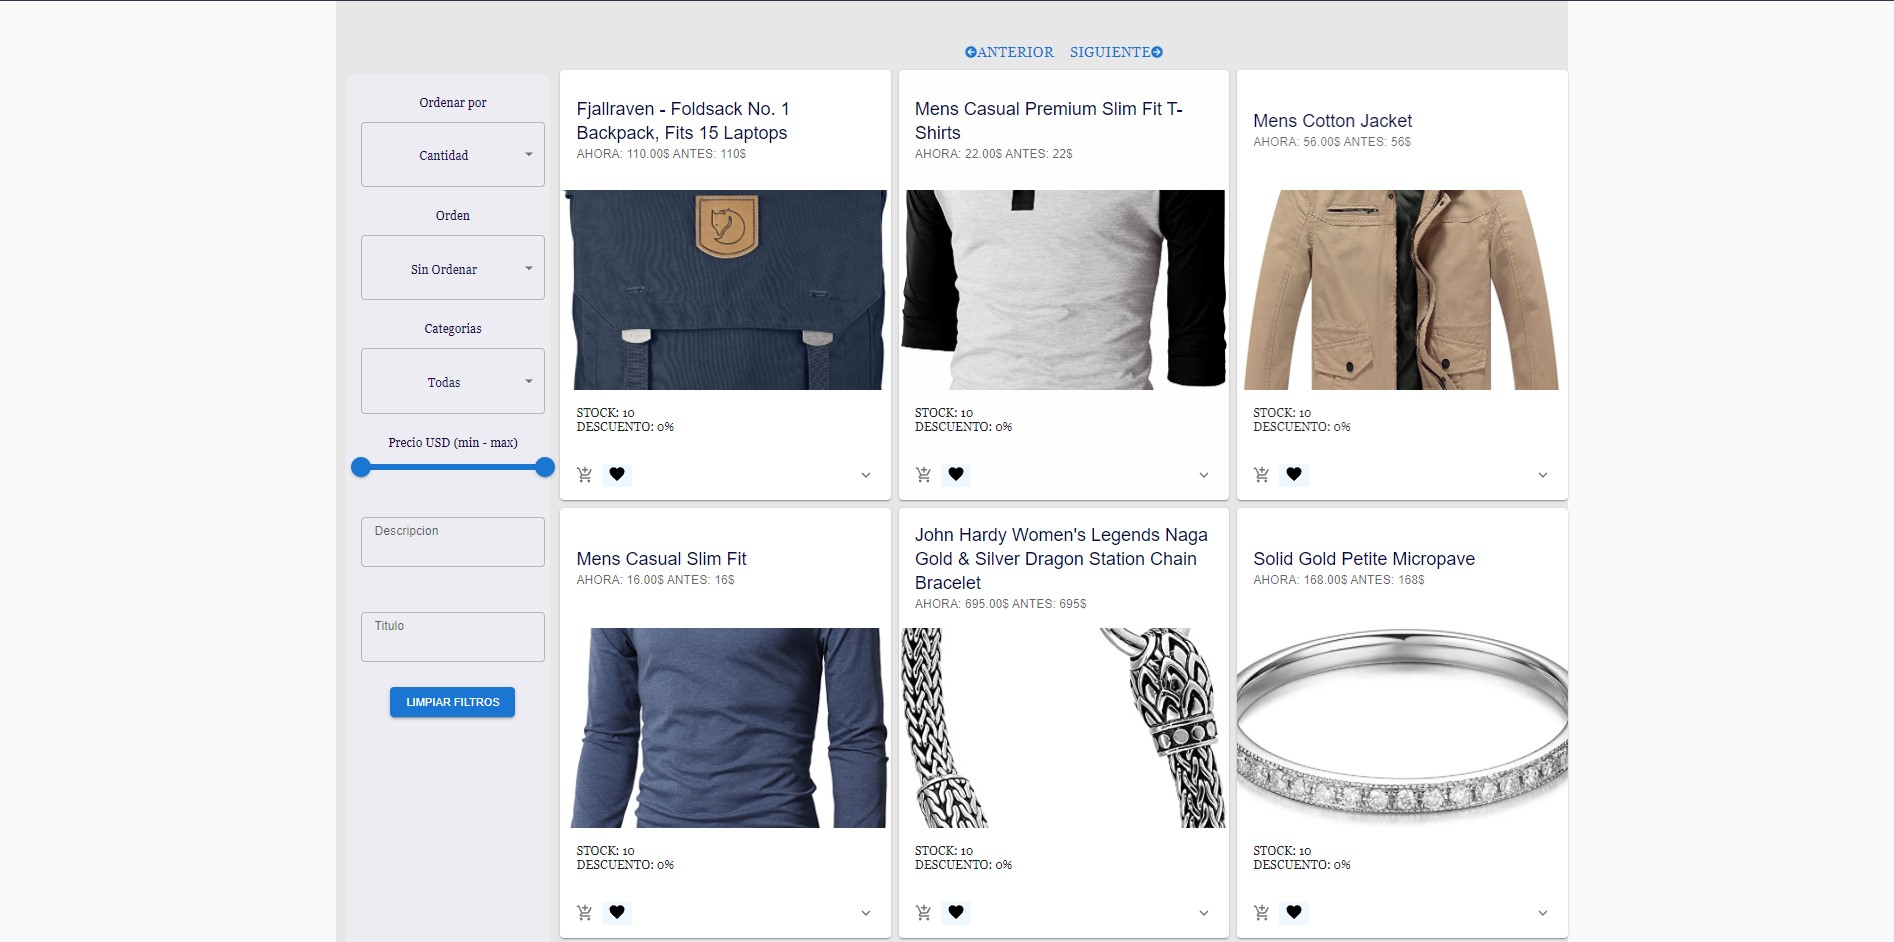 ANTERIOR SIGUIENTE
Ordenar por
Cantidad
Orden
Sin Ordenar
Categorias
Todas
Precio USD (min - max)
Descripcion
Titulo
LIMPIAR FILTROS
Fjallraven - Foldsack No. 1
Backpack, Fits 15 Laptops
AHORA: 110.00$ ANTES: 110$
STOCK: 10
DESCUENTO: 0%
Mens Casual Premium Slim Fit T-
Shirts
AHORA: 22.00$ ANTES: 22$
STOCK: 10
DESCUENTO: 0%
Mens Cotton Jacket
AHORA: 56.00$ ANTES: 56$
STOCK: 10
DESCUENTO: 0%
Mens Casual Slim Fit
AHORA: 16.00$ ANTES: 16$
STOCK: 10
DESCUENTO: 0%
John Hardy Women's Legends Naga
Gold & Silver Dragon Station Chain
Bracelet
AHORA: 695.00$ ANTES: 695$
STOCK: 10
DESCUENTO: 0%
Solid Gold Petite Micropave
AHORA: 168.00$ ANTES: 168$
STOCK: 10
DESCUENTO: 0%